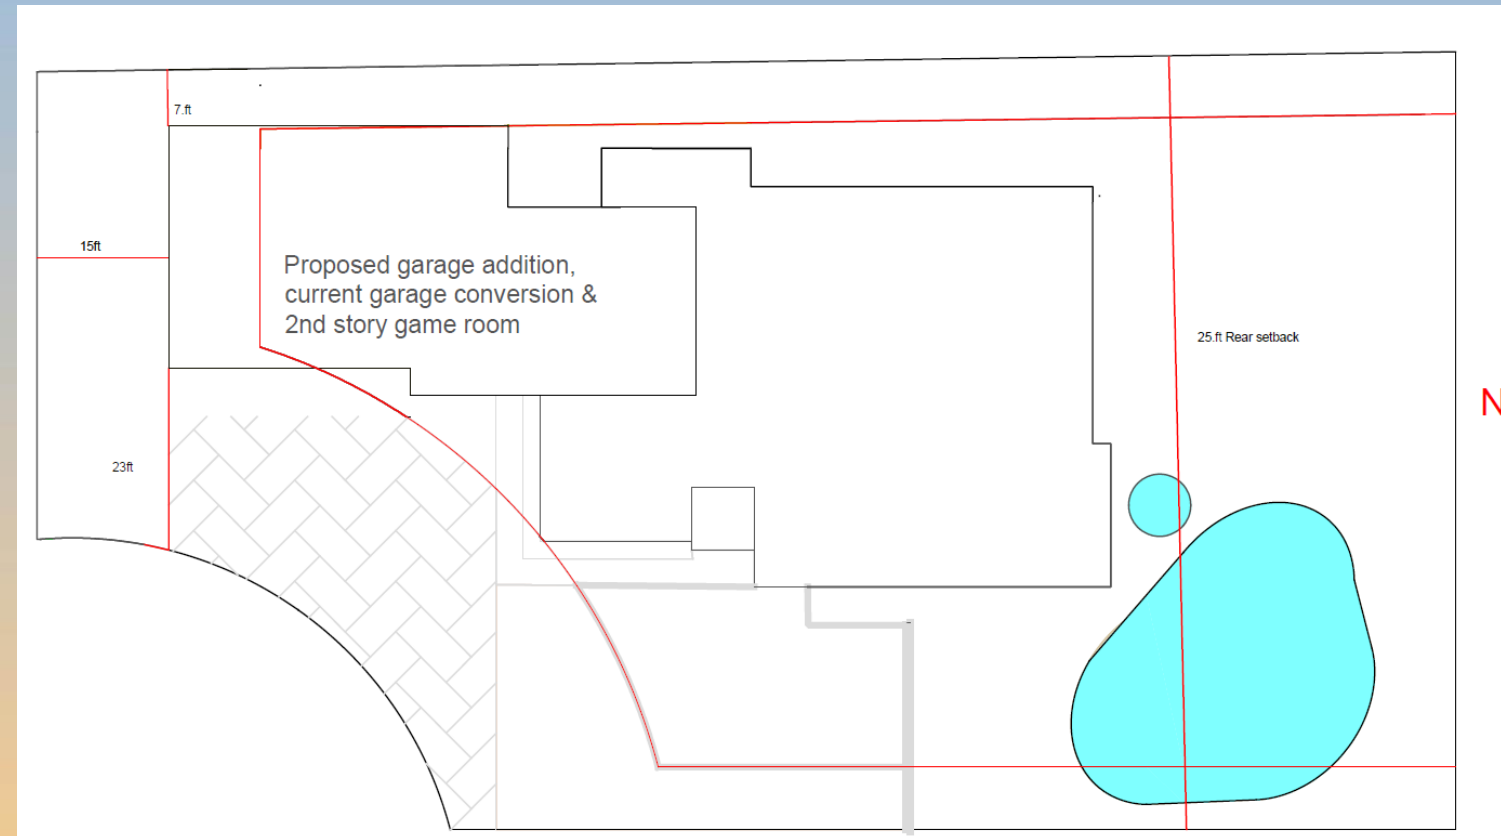 7.ft
15ft
Proposed garage addition,
current garage conversion &
2nd story game room
25.ft Rear setback
N
23ft